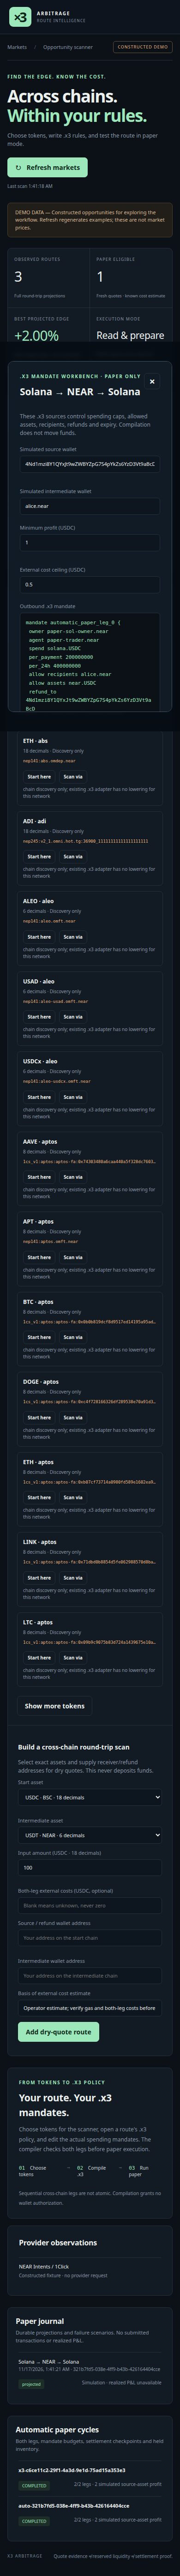 x3 ARBITRAGE
ROUTE INTELLIGENCE
Markets / Opportunity scanner CONSTRUCTED DEMO
FIND THE EDGE. KNOW THE COST.
Across chains.
Within your rules.
Choose tokens, write .x3 rules, and test the route in paper
mode.
↻ Refresh markets
Last scan 1:41:18 AM
DEMO DATA — Constructed opportunities for exploring the
workflow. Refresh regenerates examples; these are not market
prices.
OBSERVED ROUTES
3
Full round-trip projections
PAPER ELIGIBLE
1
Fresh quotes · known cost estimate
BEST PROJECTED EDGE
+2.00%
EXECUTION MODE
Read & prepare
.X3 MANDATE WORKBENCH · PAPER ONLY
Solana → NEAR → Solana
×
These .x3 sources control spending caps, allowed
assets, recipients, refunds and expiry. Compilation
does not move funds.
Simulated source wallet
Simulated intermediate wallet
alice.near
Minimum profit (USDC)
1
External cost ceiling (USDC)
0.5
Outbound .x3 mandate
mandate automatic_paper_leg_0 {
owner paper-sol-owner.near
agent paper-trader.near
spend solana.USDC
per_payment 200000000
per_24h 400000000
allow recipients alice.near
allow assets near.USDC
refund_to
ETH · abs
18 decimals · Discovery only
nep141:abs.omdep.near
Start here Scan via
chain discovery only; existing .x3 adapter has no lowering for
this network
ADI · adi
18 decimals · Discovery only
Start here Scan via
chain discovery only; existing .x3 adapter has no lowering for
this network
ALEO · aleo
6 decimals · Discovery only
nep141:aleo.omft.near
Start here Scan via
chain discovery only; existing .x3 adapter has no lowering for
this network
USAD · aleo
6 decimals · Discovery only
nep141:aleo-usad.omft.near
Start here Scan via
chain discovery only; existing .x3 adapter has no lowering for
this network
USDCx · aleo
6 decimals · Discovery only
nep141:aleo-usdcx.omft.near
Start here Scan via
chain discovery only; existing .x3 adapter has no lowering for
this network
AAVE · aptos
8 decimals · Discovery only
Start here Scan via
chain discovery only; existing .x3 adapter has no lowering for
this network
APT · aptos
8 decimals · Discovery only
nep141:aptos.omft.near
Start here Scan via
chain discovery only; existing .x3 adapter has no lowering for
this network
BTC · aptos
8 decimals · Discovery only
Start here Scan via
chain discovery only; existing .x3 adapter has no lowering for
this network
DOGE · aptos
8 decimals · Discovery only
Start here Scan via
chain discovery only; existing .x3 adapter has no lowering for
this network
ETH · aptos
8 decimals · Discovery only
Start here Scan via
chain discovery only; existing .x3 adapter has no lowering for
this network
LINK · aptos
8 decimals · Discovery only
Start here Scan via
chain discovery only; existing .x3 adapter has no lowering for
this network
LTC · aptos
8 decimals · Discovery only
Start here Scan via
chain discovery only; existing .x3 adapter has no lowering for
this network
Show more tokens
Build a cross-chain round-trip scan
Select exact assets and supply receiver/refund
addresses for dry quotes. This never deposits funds.
Start asset
USDC · BSC · 18 decimals
Intermediate asset
USDT · NEAR · 6 decimals
Input amount (USDC · 18 decimals)
100
Both-leg external costs (USDC, optional)
Blank means unknown, never zero
Source / refund wallet address
Your address on the start chain
Intermediate wallet address
Your address on the intermediate chain
Basis of external cost estimate
Operator estimate; verify gas and both-leg costs before
Add dry-quote route
FROM TOKENS TO .X3 POLICY
Your route. Your .x3
mandates.
Choose tokens for the scanner, open a route's .x3
policy, and edit the actual spending mandates. The
compiler checks both legs before paper execution.
01 Choose tokens → 02 Compile .x3 → 03 Run paper
Sequential cross-chain legs are not atomic. Compilation grants no
wallet authorization.
Provider observations
NEAR Intents / 1Click
Constructed fixture · no provider request
Paper journal
Durable projections and failure scenarios. No submitted
transactions or realized P&L.
Solana → NEAR → Solana
projected
Simulation · realized P&L unavailable
Automatic paper cycles
Both legs, mandate budgets, settlement checkpoints and held
inventory.
COMPLETED
2/2 legs · 2 simulated source-asset profit
COMPLETED
2/2 legs · 2 simulated source-asset profit
X3 ARBITRAGE
Quote evidence ≠ reserved liquidity ≠ settlement proof.